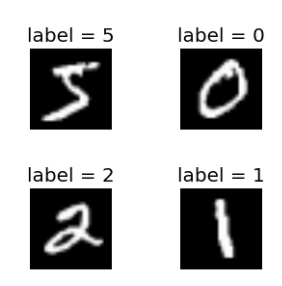 label = 5
label = 0
5
0
label = 2
label = 1
2
1